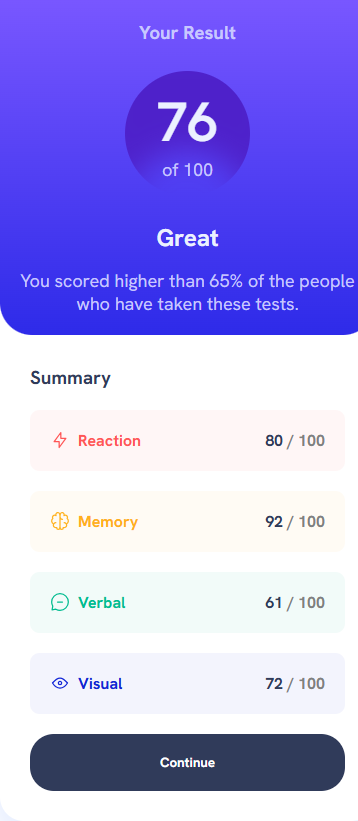 Your Result
76
of 100
Great
You scored higher than 65% of the people
who have taken these tests.
Summary
Reaction 80 / 100
Memory 92 / 100
Verbal 61 / 100
Visual 72 / 100
Continue